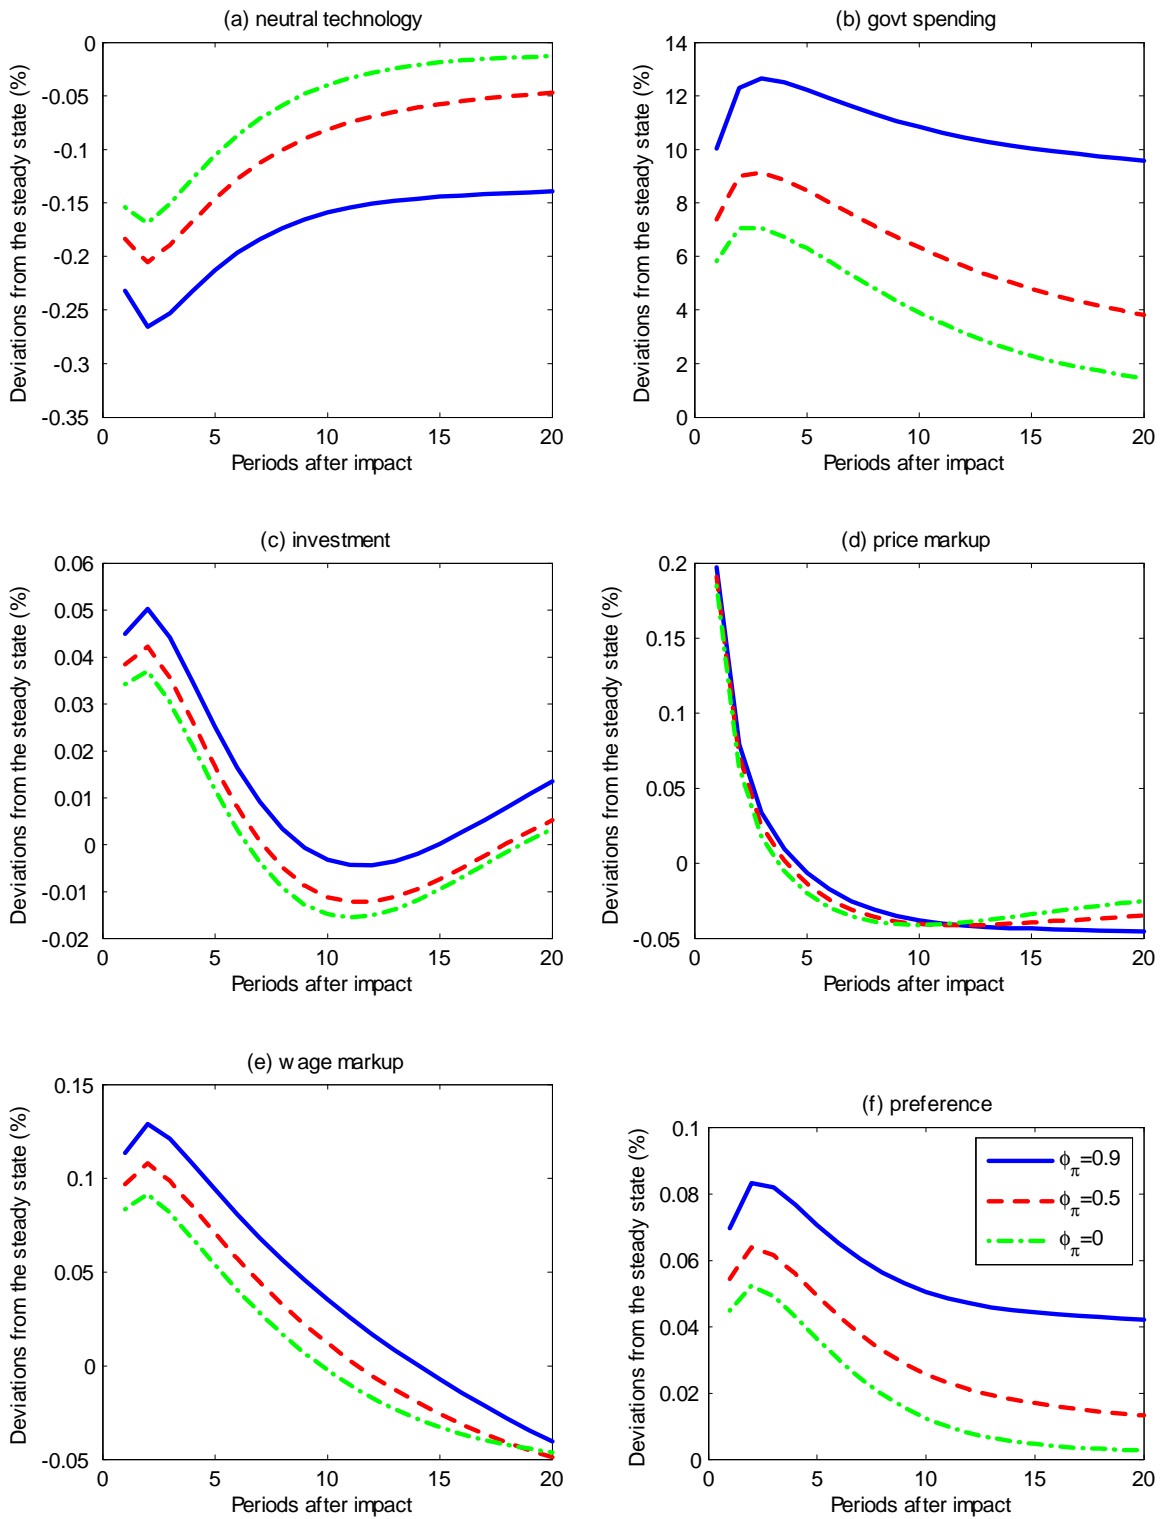 (a) neutral technology
Deviations from the steady state (%)
0
-0.05
-0.1
-0.15
-0.2
-0.25
-0.3
-0.35
0 5 10 15 20
Periods after impact
(b) govt spending
Deviations from the steady state (%)
14
12
10
8
6
4
2
0
0 5 10 15 20
Periods after impact
(c) investment
Deviations from the steady state (%)
0.06
0.05
0.04
0.03
0.02
0.01
0
-0.01
-0.02
0 5 10 15 20
Periods after impact
(d) price markup
Deviations from the steady state (%)
0.2
0.15
0.1
0.05
0
-0.05
0 5 10 15 20
Periods after impact
(e) wage markup
Deviations from the steady state (%)
0.15
0.1
0.05
0
-0.05
0 5 10 15 20
Periods after impact
(f) preference
Deviations from the steady state (%)
0.1
0.08
0.06
0.04
0.02
0
0 5 10 15 20
Periods after impact
ϕπ=0.9
ϕπ=0.5
ϕπ=0